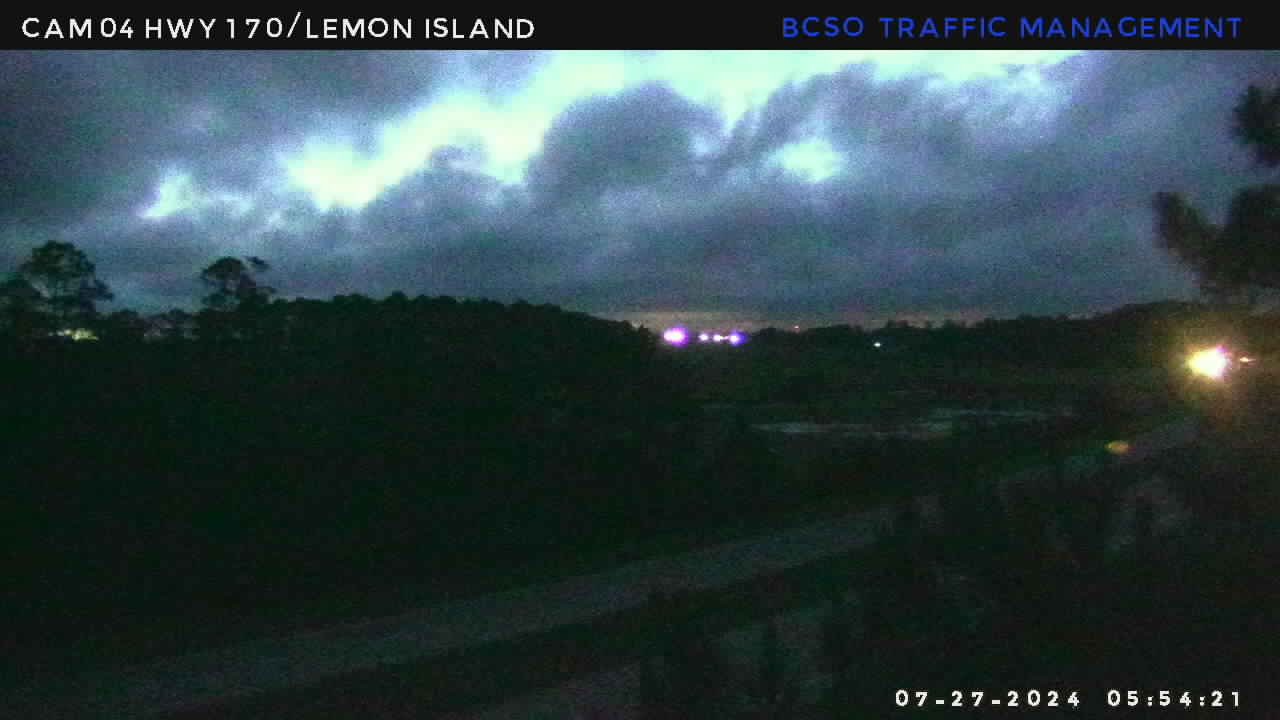 CAM04 HWY 170/LEMON ISLAND
BCSO TRAFFIC MANAGEMENT
07-27-2024 05:54:21